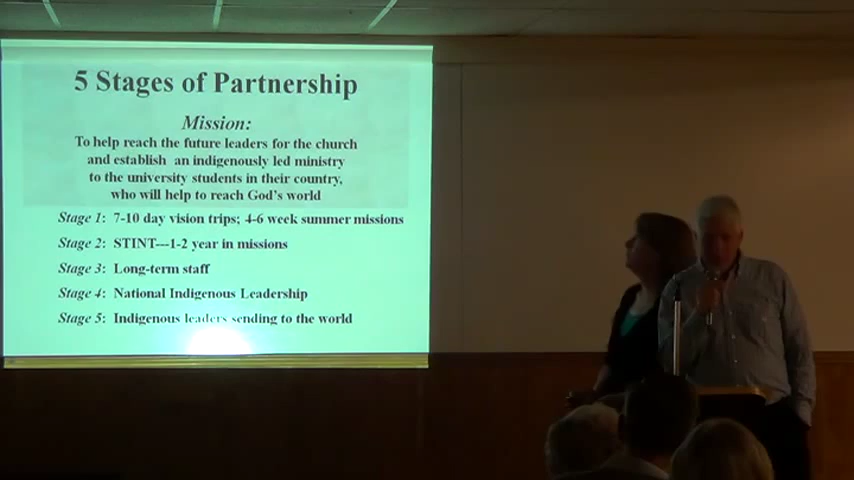 5 Stages of Partnership
Mission:
To help reach the future leaders for the church
and establish an indigenously led ministry
to the university students in their country,
who will help to reach God's world
Stage 1: 7-10 day vision trips; 4-6 week summer missions
Stage 2: STINT---1-2 year in missions
Stage 3: Long-term staff
Stage 4: National Indigenous Leadership
Stage 5: Indigenous leaders sending to the world